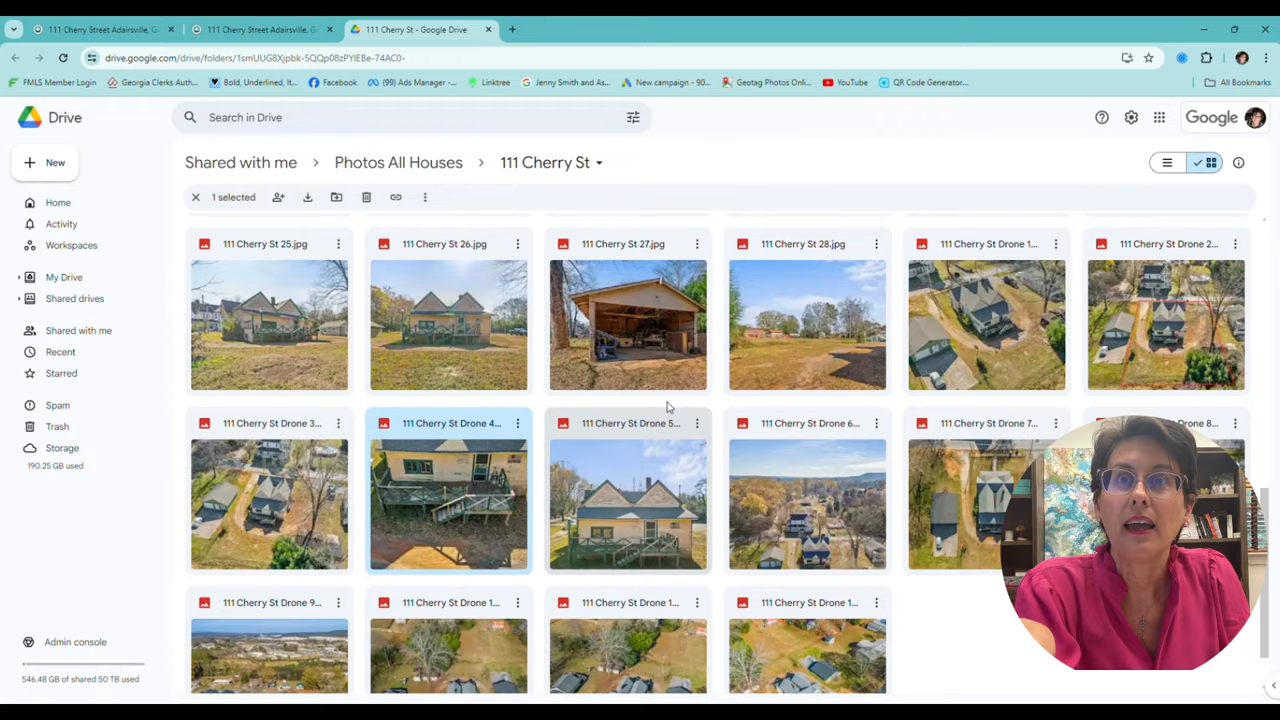 111 Cherry Street Adairsville, G
111 Cherry Street Adairsville, G
111 Cherry St - Google Drive
drive.google.com/drive/folders/1smUUG8Xjpbk-5QQp08zPYIEBe-74AC0-
FMLS Member Login
Georgia Clerks Auth...
Bold, Underlined, It...
Facebook
(99) Ads Manager -...
Linktree
Jenny Smith and As...
New campaign - 90...
Geotag Photos Onli...
YouTube
QR Code Generator...
All Bookmarks
Drive
Search in Drive
Google
New
Shared with me > Photos All Houses > 111 Cherry St
1 selected
Home
Activity
Workspaces
My Drive
Shared drives
Shared with me
Recent
Starred
Spam
Trash
Storage
190.25 GB used
Admin console
546.48 GB of shared 50 TB used
111 Cherry St 25.jpg
111 Cherry St 26.jpg
111 Cherry St 27.jpg
111 Cherry St 28.jpg
111 Cherry St Drone 1...
111 Cherry St Drone 2...
111 Cherry St Drone 3...
111 Cherry St Drone 4...
111 Cherry St Drone 5...
111 Cherry St Drone 6...
111 Cherry St Drone 7...
111 Cherry St Drone 8...
111 Cherry St Drone 9...
111 Cherry St Drone 1...
111 Cherry St Drone 1...
111 Cherry St Drone 1...